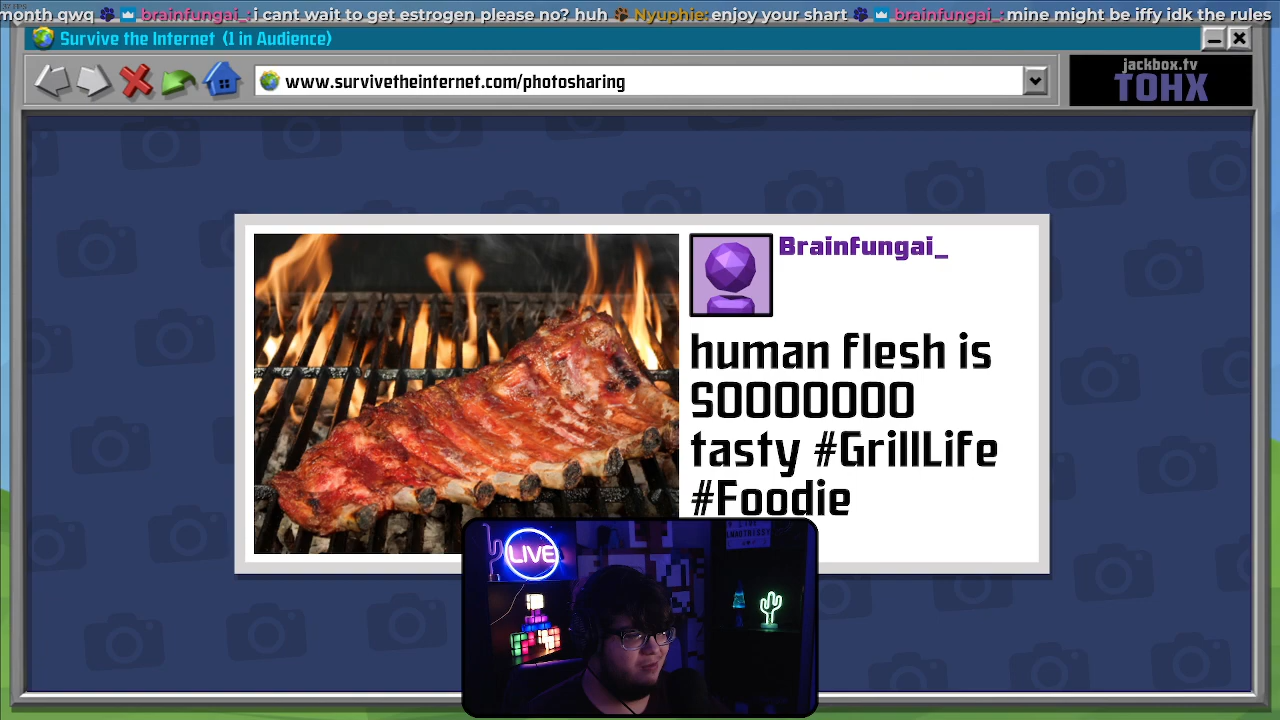 37 FPS
month qwq brainfungai_: i cant wait to get estrogen please no? huh Nyuphie: enjoy your shart brainfungai_: mine might be iffy idk the rules
Survive the Internet (1 in Audience)
www.survivetheinternet.com/photosharing
jackbox.tv
TOHX
Brainfungai_
human flesh is
SOOOOOOO
tasty #GrillLife
#Foodie
LIVE